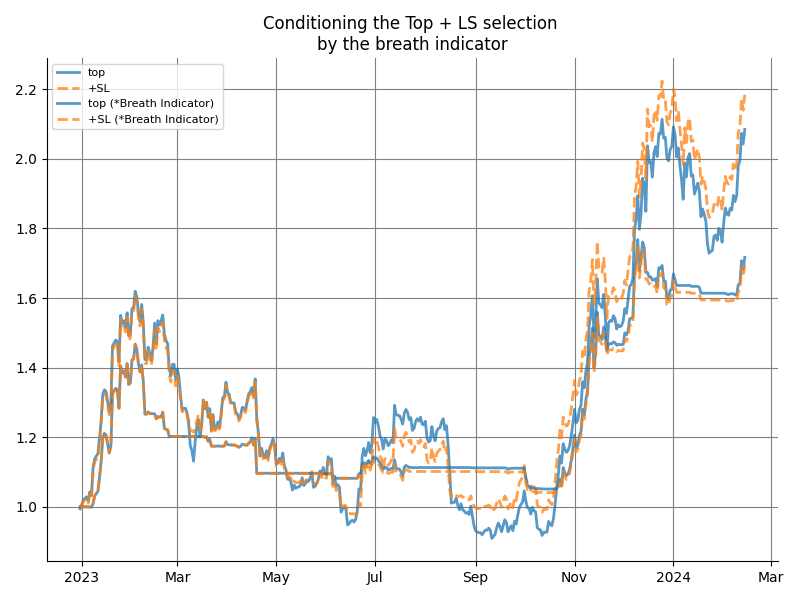 Conditioning the Top + LS selection
by the breath indicator
top
+SL
top (*Breath Indicator)
+SL (*Breath Indicator)
2.2
2.0
1.8
1.6
1.4
1.2
1.0
2023
Mar
May
Jul
Sep
Nov
2024
Mar